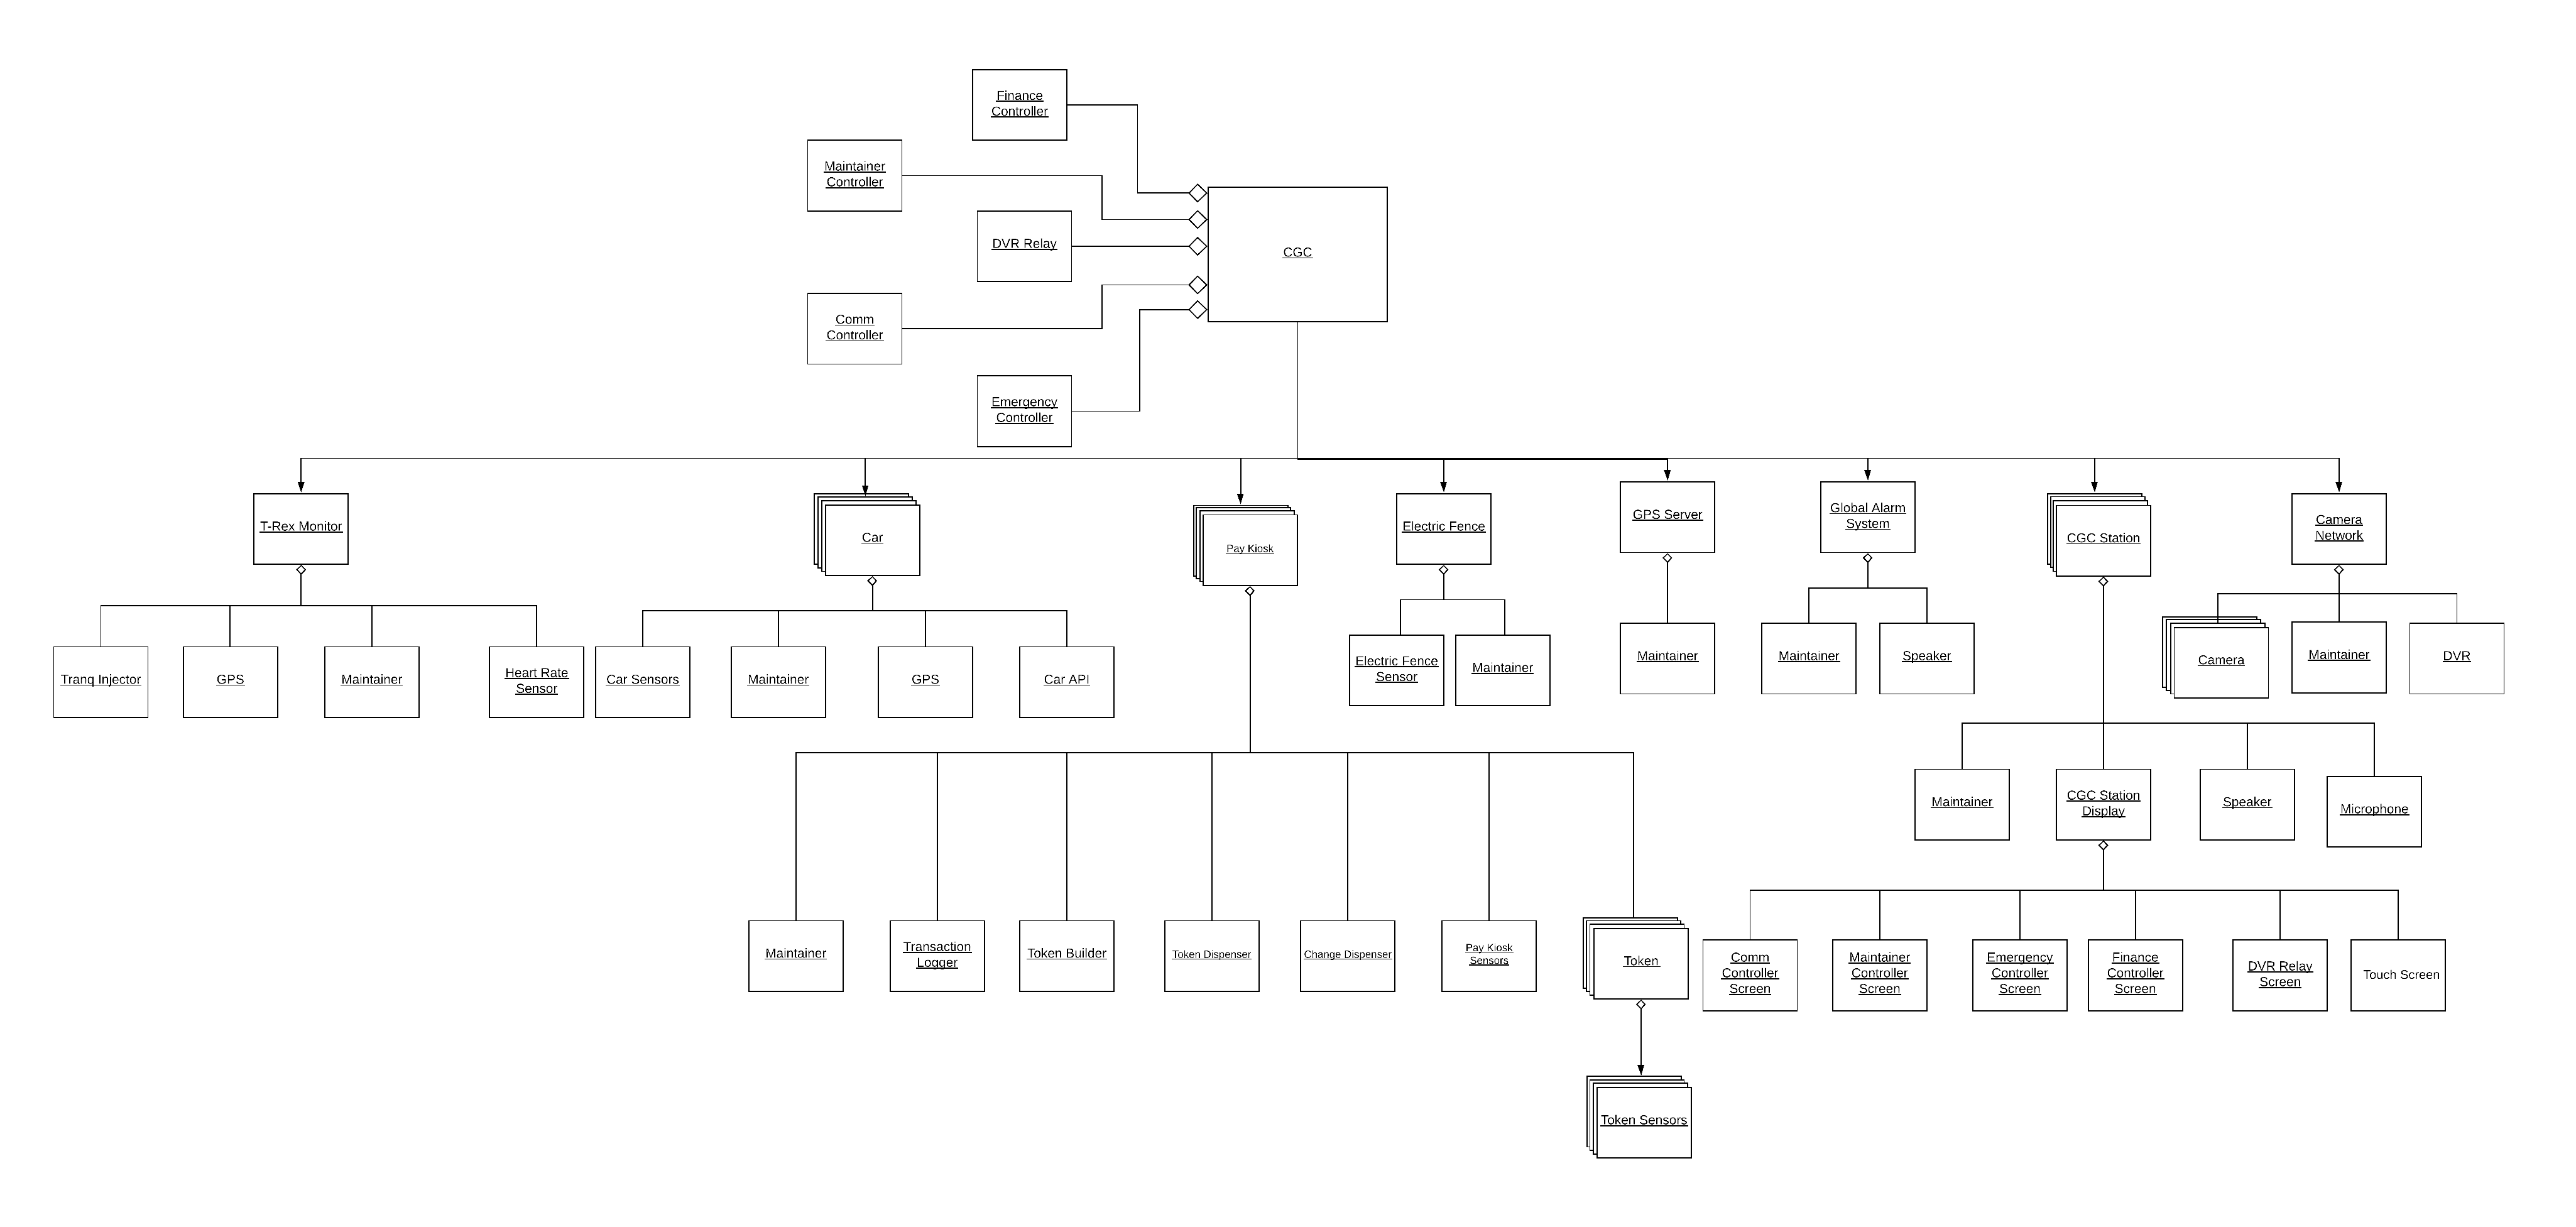 Finance
Controller
Maintainer
Controller
DVR Relay
CGC
Comm
Controller
Emergency
Controller
T-Rex Monitor
Car
Pay Kiosk
Electric Fence
GPS Server
Global Alarm
System
CGC Station
Camera
Network
Tranq Injector
GPS
Maintainer
Heart Rate
Sensor
Car Sensors
Maintainer
GPS
Car API
Electric Fence
Sensor
Maintainer
Maintainer
Maintainer
Speaker
Camera
Maintainer
DVR
Maintainer
CGC Station
Display
Speaker
Microphone
Maintainer
Transaction
Logger
Token Builder
Token Dispenser
Change Dispenser
Pay Kiosk
Sensors
Token
Comm
Controller
Screen
Maintainer
Controller
Screen
Emergency
Controller
Screen
Finance
Controller
Screen
DVR Relay
Screen
Touch Screen
Token Sensors